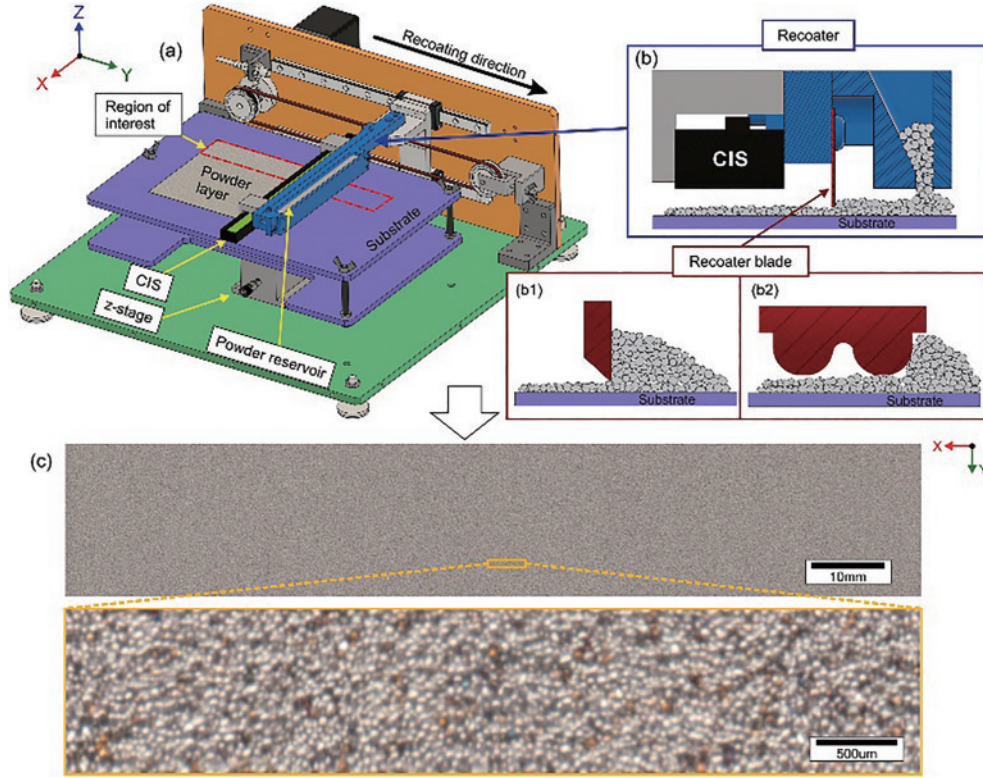 Z
X
Y
(a)
Recoating direction
Region of
interest
Powder
layer
Substrate
CIS
z-stage
Powder reservoir
Recoater
(b)
CIS
Substrate
Recoater blade
(b1)
Substrate
(b2)
Substrate
(c)
X
Y
10mm
500um